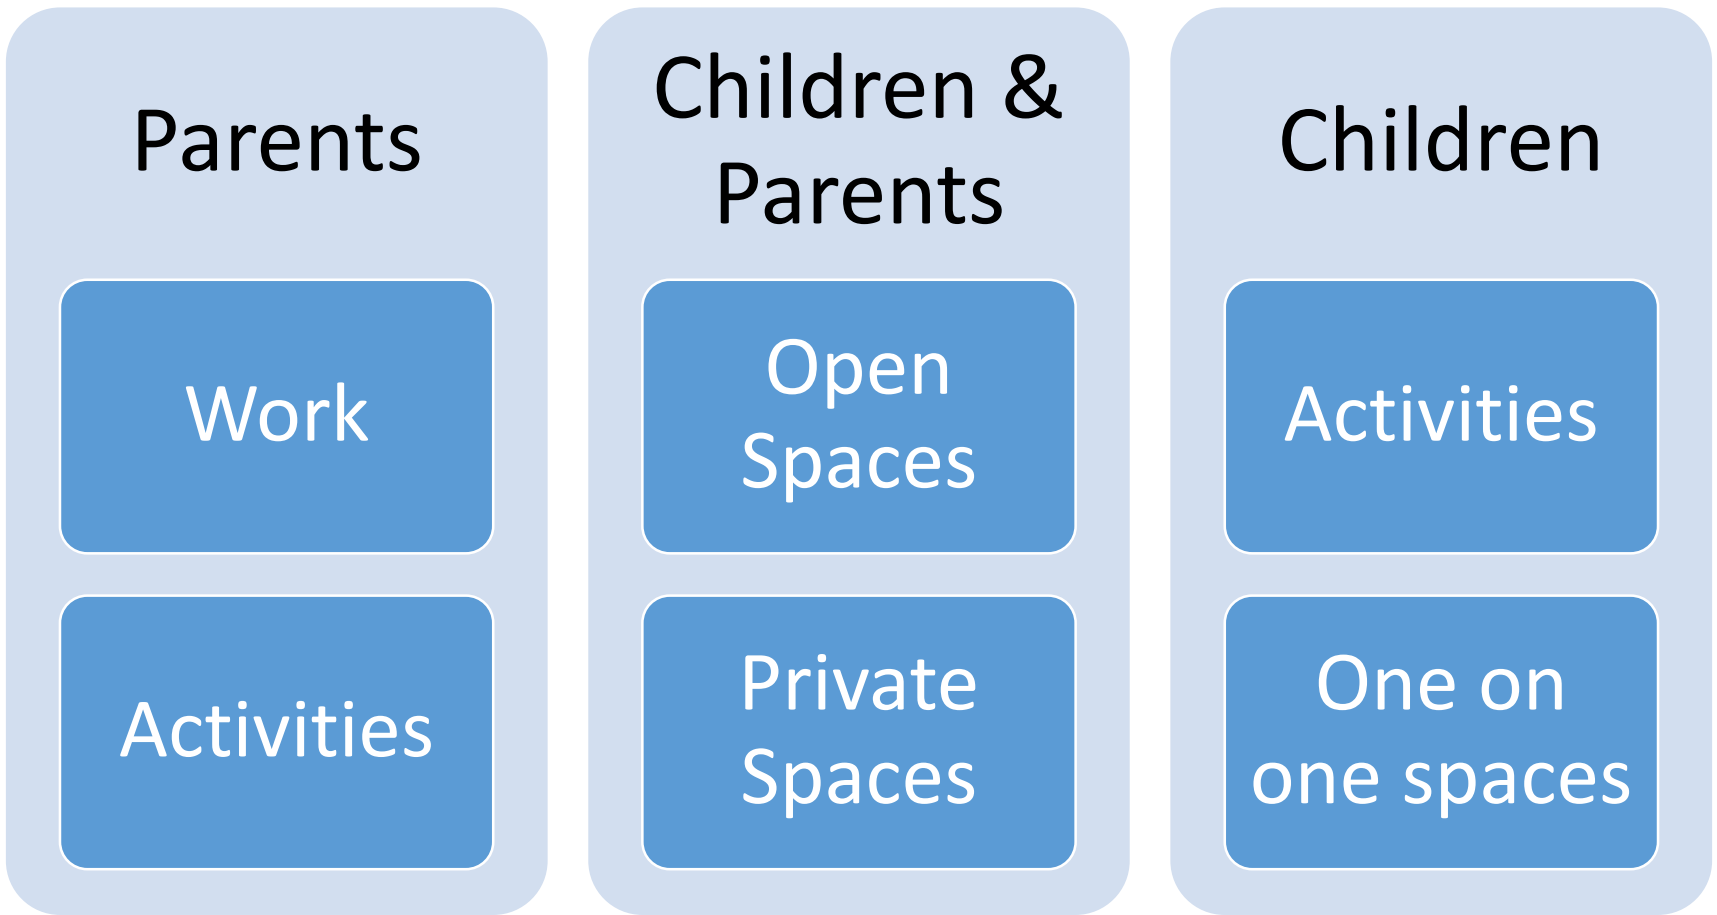 Parents
Work
Activities
Children &
Parents
Open
Spaces
Private
Spaces
Children
Activities
One on
one spaces